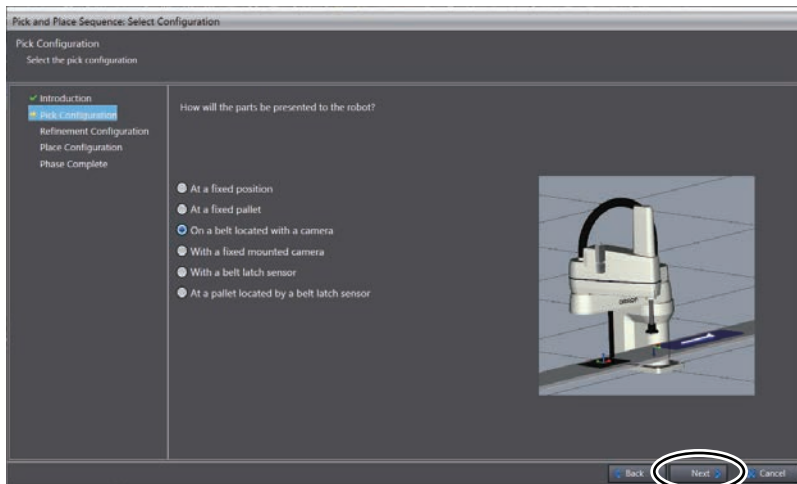 Pick and Place Sequence: Select Configuration
Pick Configuration
Select the pick configuration
Introduction
Pick Configuration
Refinement Configuration
Place Configuration
Phase Complete
How will the parts be presented to the robot?
At a fixed position
At a fixed pallet
On a belt located with a camera
With a fixed mounted camera
With a belt latch sensor
At a pallet located by a belt latch sensor
OMRON
Back
Next
Cancel